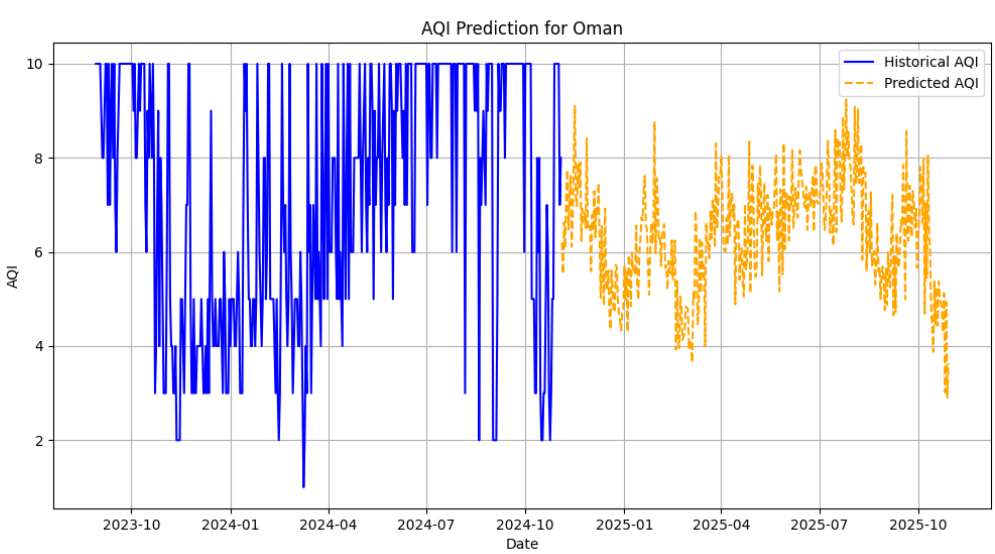 AQI Prediction for Oman
Historical AQI
Predicted AQI
AQI
10
8
6
4
2
2023-10 2024-01 2024-04 2024-07 2024-10 2025-01 2025-04 2025-07 2025-10
Date